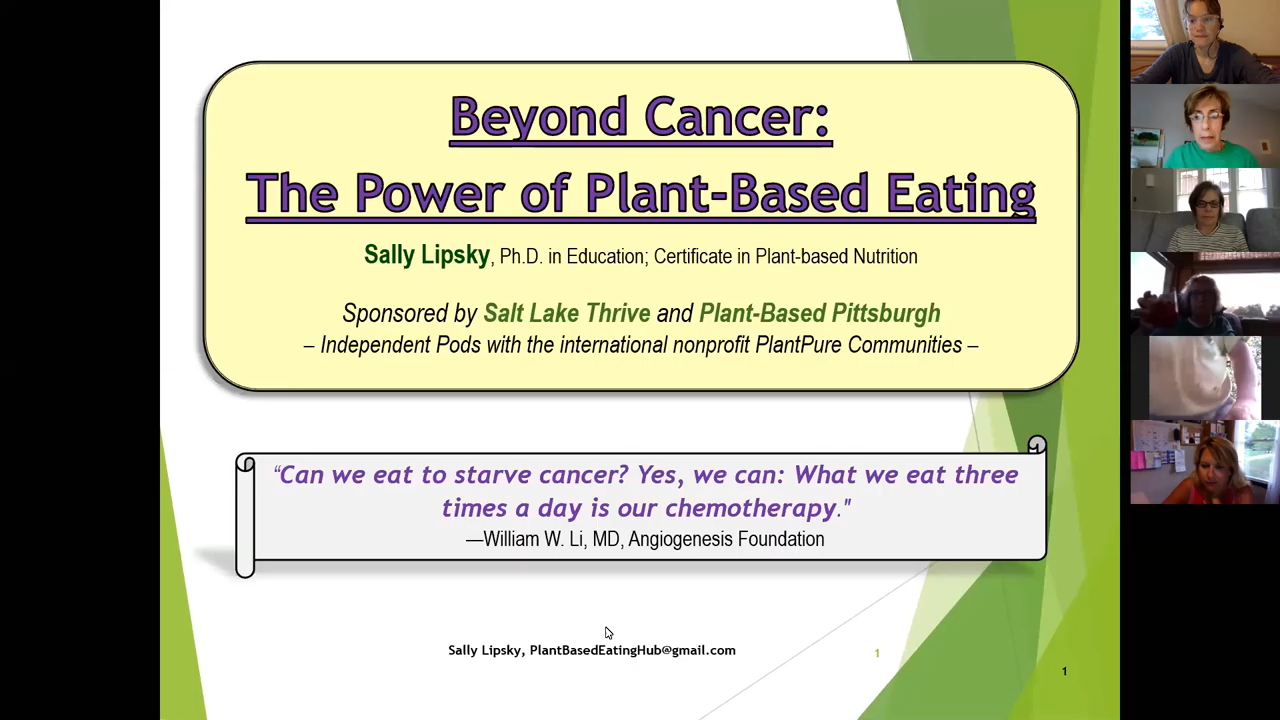 Beyond Cancer:
The Power of Plant-Based Eating
Sally Lipsky, Ph.D. in Education; Certificate in Plant-based Nutrition
Sponsored by Salt Lake Thrive and Plant-Based Pittsburgh
– Independent Pods with the international nonprofit PlantPure Communities –
"Can we eat to starve cancer? Yes, we can: What we eat three
times a day is our chemotherapy."
—William W. Li, MD, Angiogenesis Foundation
Sally Lipsky, PlantBasedEatingHub@gmail.com
1
1